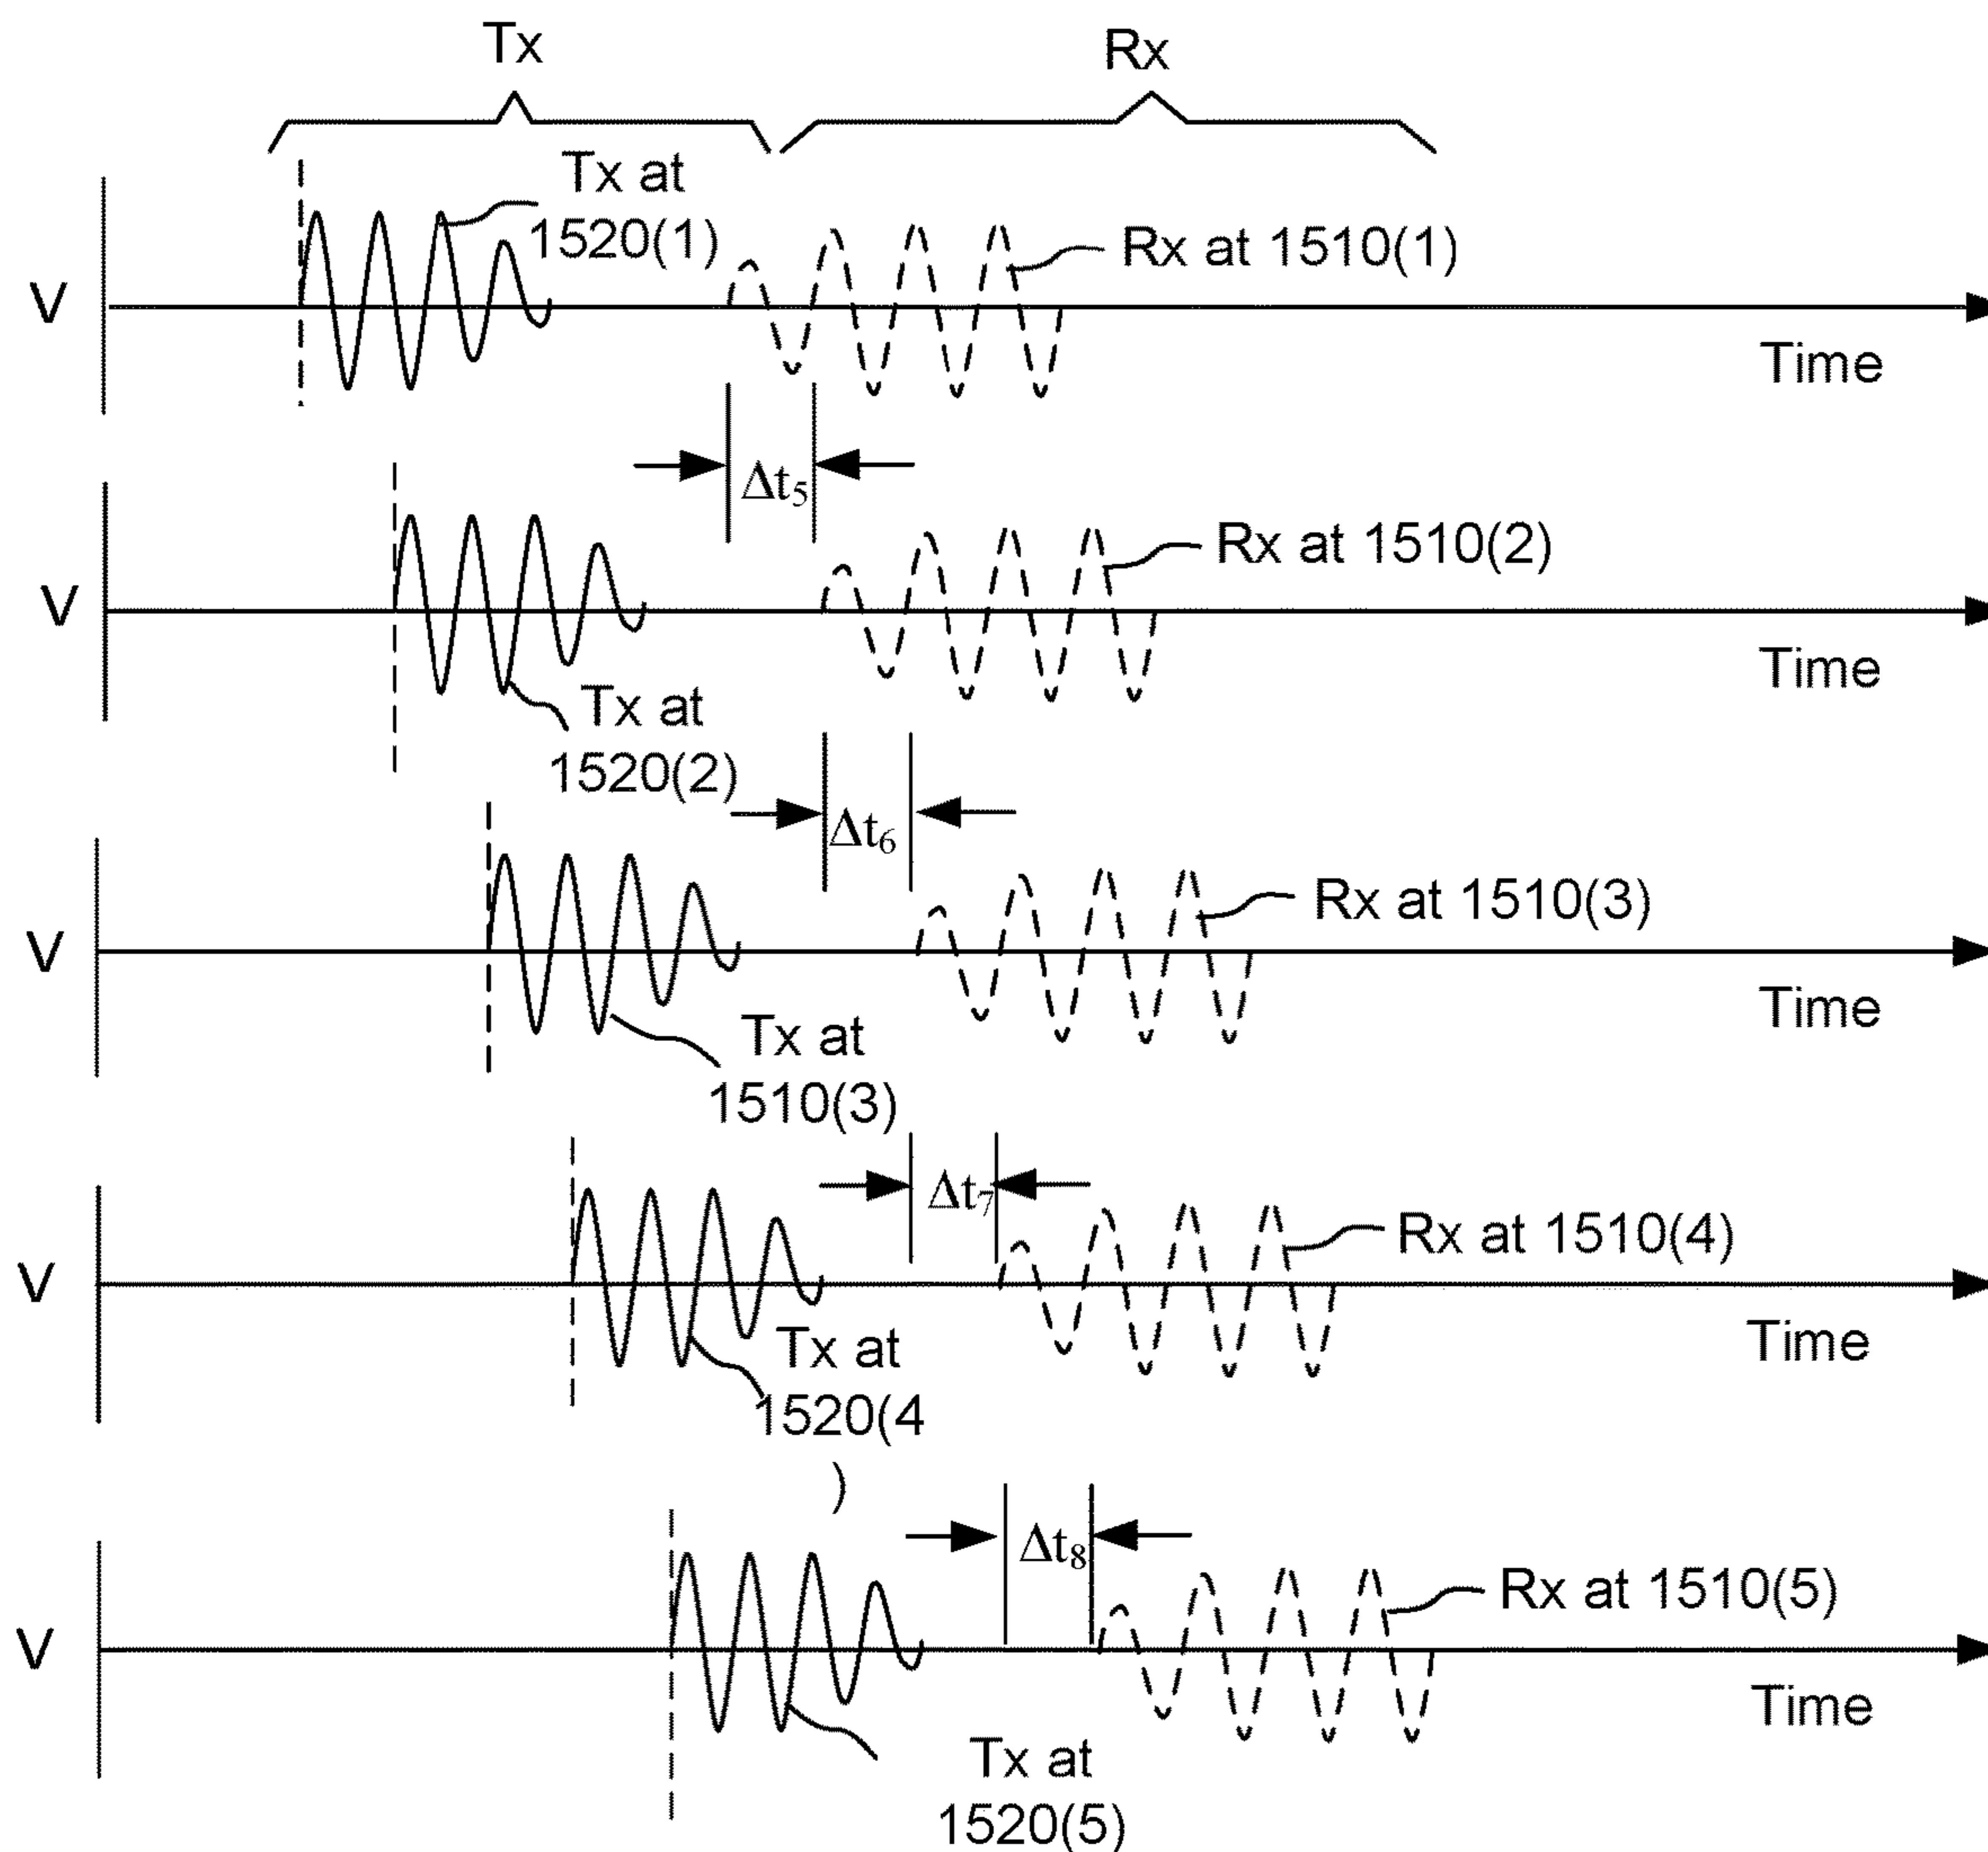 Tx
Rx
Tx at
1520(1)
Rx at 1510(1)
V
Time
Δt5
Rx at 1510(2)
V
Time
Tx at
1520(2)
Δt6
Rx at 1510(3)
V
Time
Tx at
1510(3)
Δt7
Rx at 1510(4)
V
Time
Tx at
1520(4
)
Δt8
Rx at 1510(5)
V
Time
Tx at
1520(5)